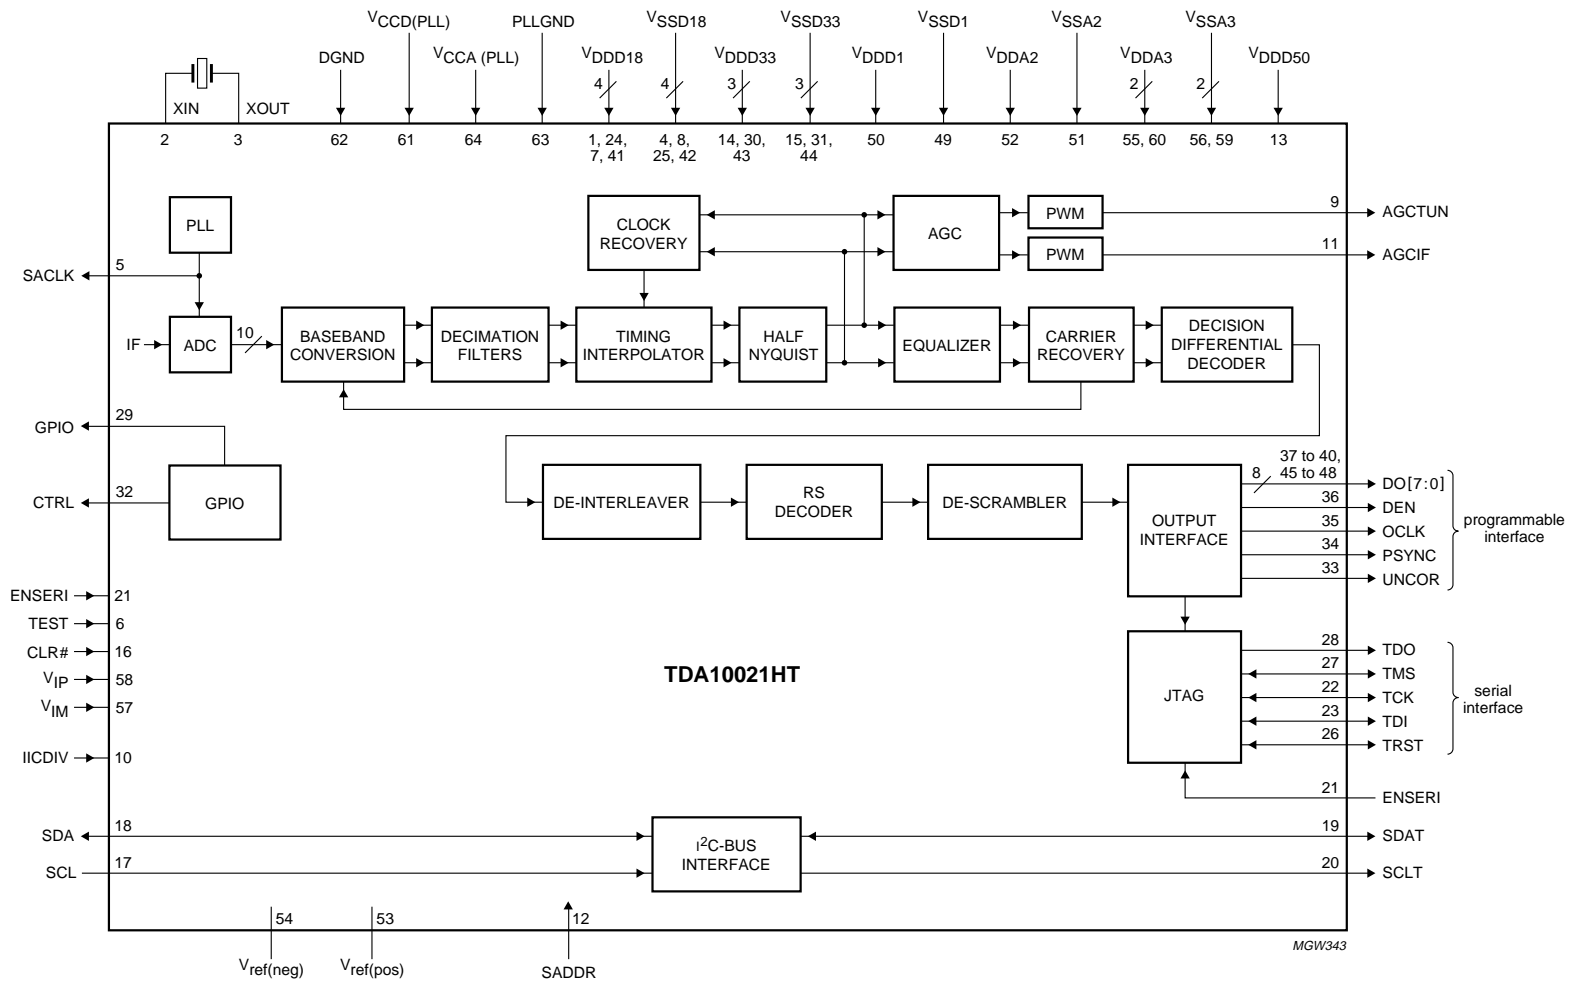 VCCD(PLL)
PLLGND
VSSD18
VSSD33
VSSD1
VSSA2
VSSA3
DGND
VCCA (PLL)
VDDD18
VDDD33
VDDD1
VDDA2
VDDA3
VDDD50
4
4
3
3
2
2
XIN
XOUT
2
3
62
61
64
63
1, 24,
7, 41
4, 8,
25, 42
14, 30,
43
15, 31,
44
50
49
52
51
55, 60
56, 59
13
PLL
CLOCK
RECOVERY
AGC
PWM
9
AGCTUN
PWM
11
AGCIF
SACLK
5
IF
ADC
10
BASEBAND
CONVERSION
DECIMATION
FILTERS
TIMING
INTERPOLATOR
HALF
NYQUIST
EQUALIZER
CARRIER
RECOVERY
DECISION
DIFFERENTIAL
DECODER
GPIO
29
CTRL
32
GPIO
DE-INTERLEAVER
RS
DECODER
DE-SCRAMBLER
OUTPUT
INTERFACE
8
37 to 40,
45 to 48
DO[7:0]
36
DEN
35
OCLK
34
PSYNC
33
UNCOR
programmable
interface
ENSERI
21
TEST
6
CLR#
16
VIP
58
VIM
57
IICDIV
10
TDA10021HT
JTAG
28
TDO
27
TMS
22
TCK
23
TDI
26
TRST
serial
interface
21
ENSERI
SDA
18
SCL
17
I2C-BUS
INTERFACE
19
SDAT
20
SCLT
54
53
12
Vref(neg)
Vref(pos)
SADDR
MGW343